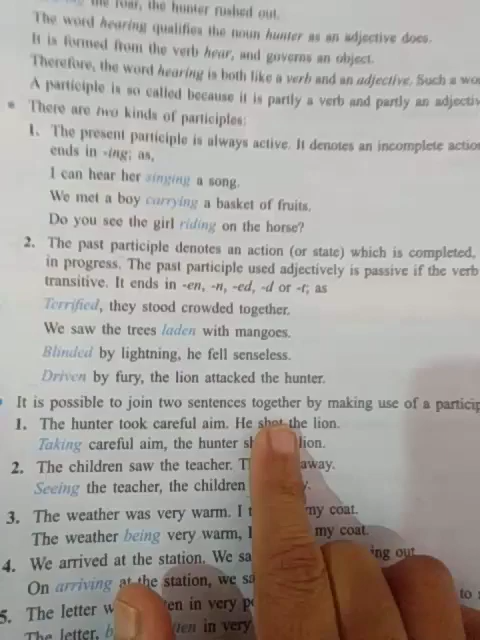 the roar, the hunter rushed out.
The word hearing qualifies the noun hunter as an adjective does.
It is formed from the verb hear, and governs an object.
Therefore, the word hearing is both like a verb and an adjective. Such a
A participle is so called because it is partly a verb and partly an
There are two kinds of participles:
1. The present participle is always active. It denotes an incomplete
ends in -ing; as,
I can hear her singing a song.
We met a boy carrying a basket of fruits.
Do you see the girl riding on the horse?
2. The past participle denotes an action (or state) which is completed,
in progress. The past participle used adjectively is passive if the verb
transitive. It ends in -en, -n, -ed, -d or -t; as
Terrified, they stood crowded together.
We saw the trees laden with mangoes.
Blinded by lightning, he fell senseless.
Driven by fury, the lion attacked the hunter.
It is possible to join two sentences together by making use of a
1. The hunter took careful aim. He shot the lion.
Taking careful aim, the hunter lion.
2. The children saw the teacher. away.
Seeing the teacher, the children
3. The weather was very warm. I my coat.
The weather being very warm, I my coat.
4. We arrived at the station. We out
On arriving at the station, we to
5. The letter in very
The letter, in very